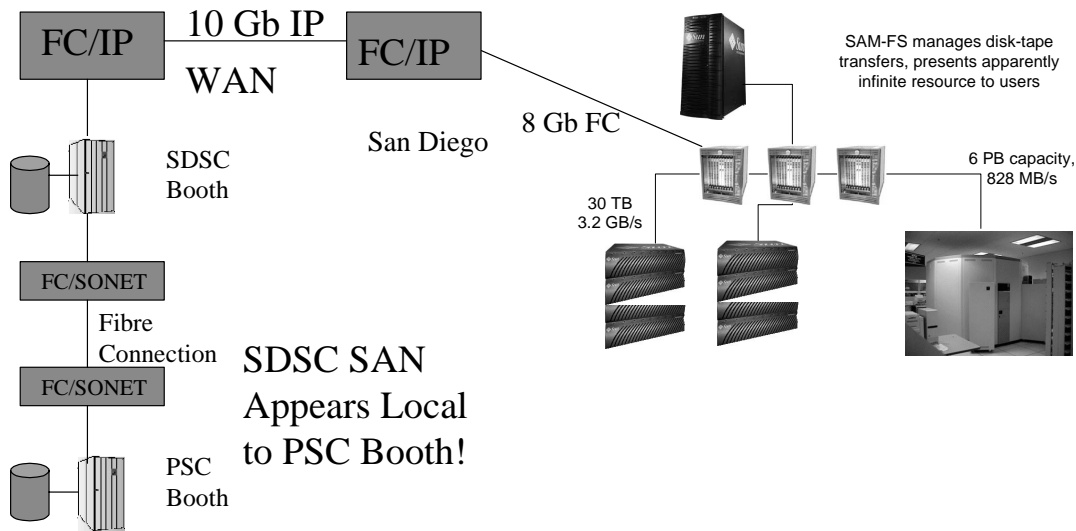 FC/IP
10 Gb IP
WAN
FC/IP
San Diego
8 Gb FC
Sun
SAM-FS manages disk-tape
transfers, presents apparently
infinite resource to users
SDSC
Booth
30 TB
3.2 GB/s
6 PB capacity,
828 MB/s
FC/SONET
Fibre
Connection
FC/SONET
SDSC SAN
Appears Local
to PSC Booth!
PSC
Booth